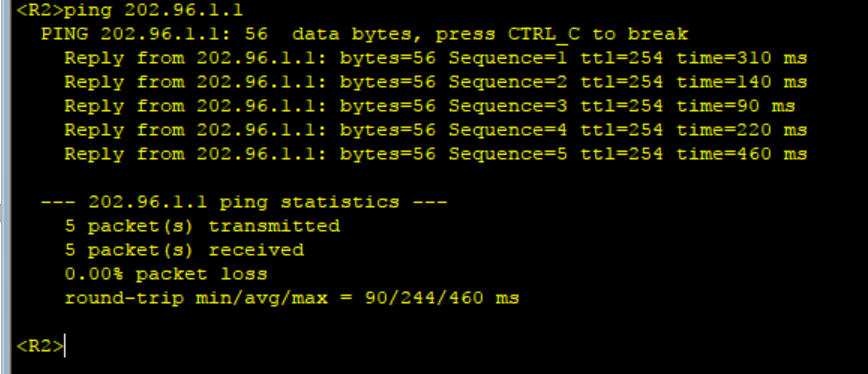 <R2>ping 202.96.1.1
PING 202.96.1.1: 56 data bytes, press CTRL_C to break
Reply from 202.96.1.1: bytes=56 Sequence=1 ttl=254 time=310 ms
Reply from 202.96.1.1: bytes=56 Sequence=2 ttl=254 time=140 ms
Reply from 202.96.1.1: bytes=56 Sequence=3 ttl=254 time=90 ms
Reply from 202.96.1.1: bytes=56 Sequence=4 ttl=254 time=220 ms
Reply from 202.96.1.1: bytes=56 Sequence=5 ttl=254 time=460 ms
--- 202.96.1.1 ping statistics ---
5 packet(s) transmitted
5 packet(s) received
0.00% packet loss
round-trip min/avg/max = 90/244/460 ms
<R2>